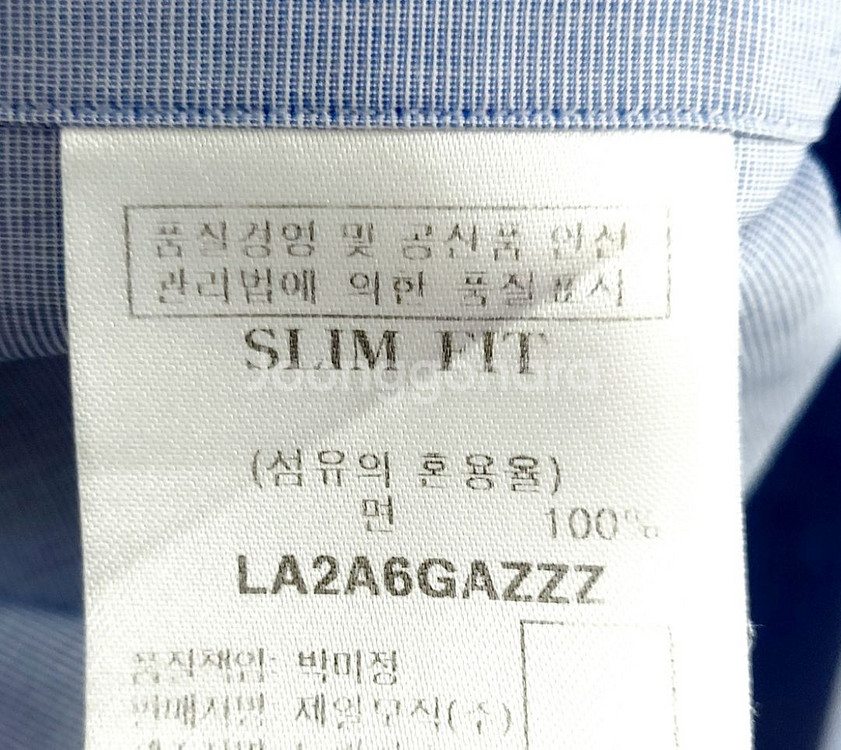 품질경영 및 공산품 안전
관리법에 의한 품질표시
SLIM FIT
joonggonara
(섬유의 혼용율)
면 100%
LA2A6GAZZZ
품질책임: 박미정
판매자명: 제일모직(주)